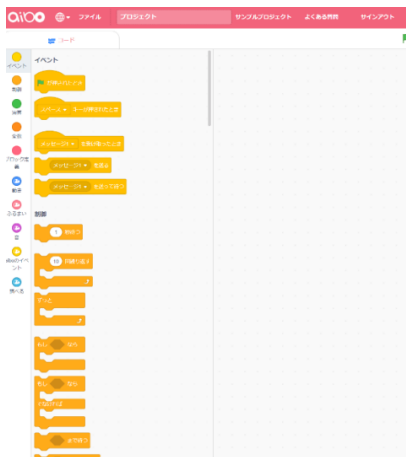 aibo
ファイル
プロジェクト
サンプルプロジェクト
よくある質問
サインアウト
コード
イベント
イベント
が押されたとき
制御
スペース
キーが押されたとき
演算
変数
メッセージ1
を受け取ったとき
ブロック定
義
メッセージ1
を送る
動き
メッセージ1
を送って待つ
ふるまい
制御
音
1
秒待つ
aiboのイベ
ント
10
回繰り返す
調べる
ずっと
もし
なら
もし
なら
でなければ
まで待つ